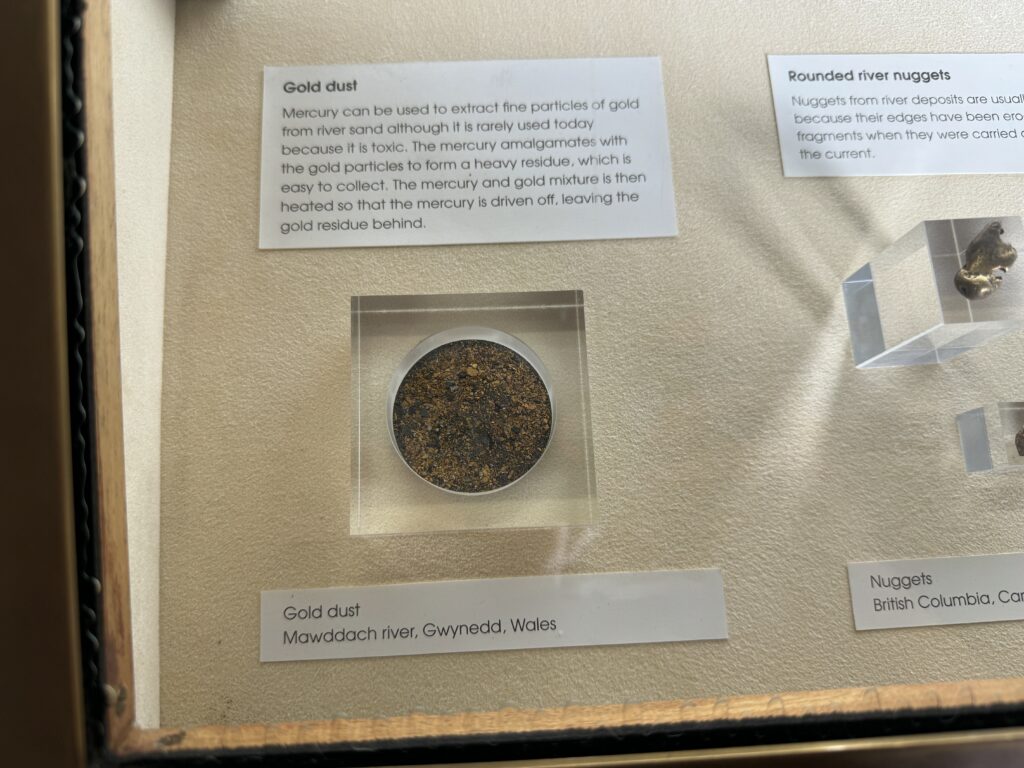 Gold dust
Mercury can be used to extract fine particles of gold
from river sand although it is rarely used today
because it is toxic. The mercury amalgamates with
the gold particles to form a heavy residue, which is
easy to collect. The mercury and gold mixture is then
heated so that the mercury is driven off, leaving the
gold residue behind.
Rounded river nuggets
Nuggets from river deposits are
because their edges have been
fragments when they were carried
the current.
Gold dust
Mawddach river, Gwynedd, Wales
Nuggets
British Columbia,